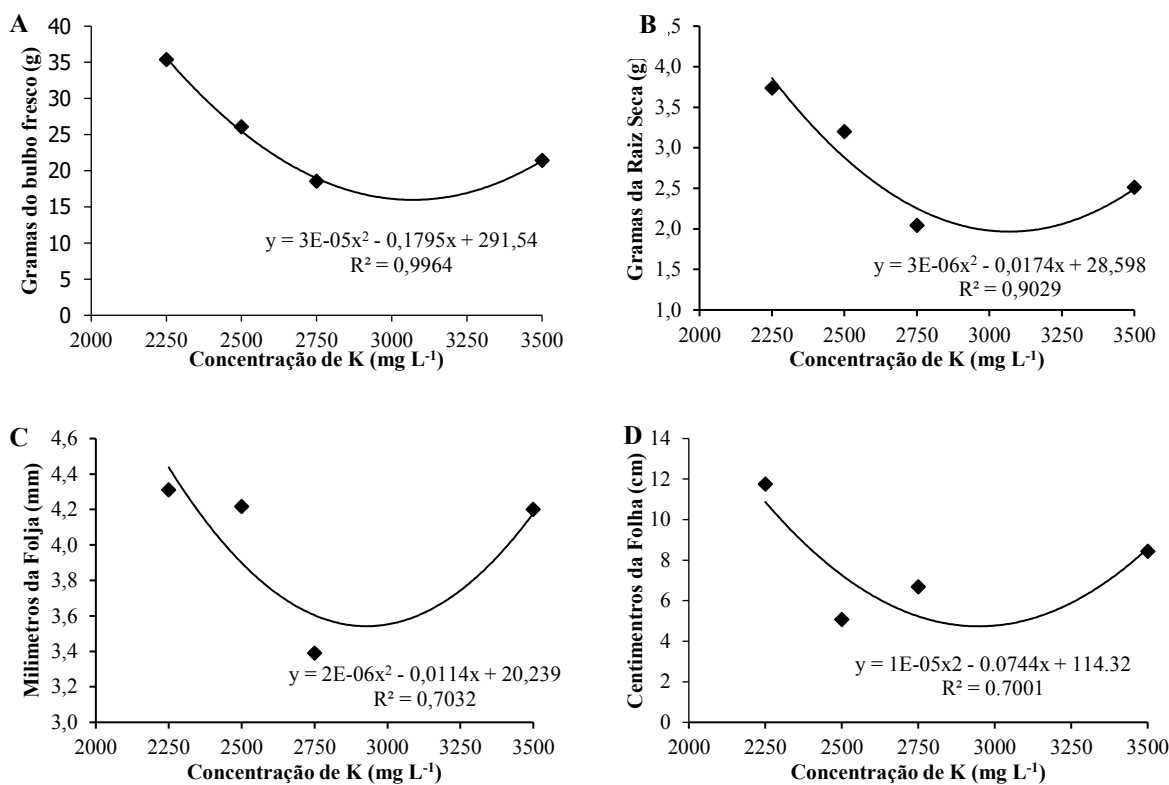 A
Gramas do bulbo fresco (g)
40
35
30
25
20
15
10
5
0
y = 3E-05x² - 0,1795x + 291,54
R² = 0,9964
2000 2250 2500 2750 3000 3250 3500
Concentração de K (mg L⁻¹)
B
Gramas da Raiz Seca (g)
,5
4,0
3,5
3,0
2,5
2,0
1,5
1,0
y = 3E-06x² - 0,0174x + 28,598
R² = 0,9029
2000 2250 2500 2750 3000 3250 3500
Concentração de K (mg L⁻¹)
C
Milimetros da Folja (mm)
4,6
4,4
4,2
4,0
3,8
3,6
3,4
3,2
3,0
y = 2E-06x² - 0,0114x + 20,239
R² = 0,7032
2000 2250 2500 2750 3000 3250 3500
Concentração de K (mg L⁻¹)
D
Centimentros da Folha (cm)
14
12
10
8
6
4
2
0
y = 1E-05x2 - 0.0744x + 114.32
R² = 0.7001
2000 2250 2500 2750 3000 3250 3500
Concentração de K (mg L⁻¹)